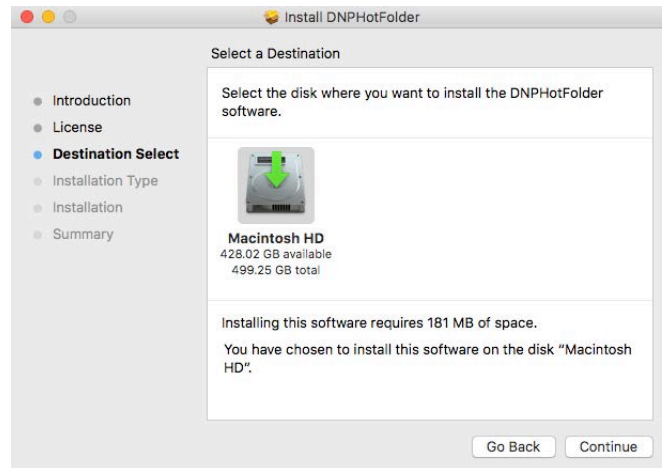 Install DNPHotFolder
Select a Destination
Introduction
License
Destination Select
Installation Type
Installation
Summary
Select the disk where you want to install the DNPHotFolder
software.
Macintosh HD
428.02 GB available
499.25 GB total
Installing this software requires 181 MB of space.
You have chosen to install this software on the disk “Macintosh
HD”.
Go Back
Continue